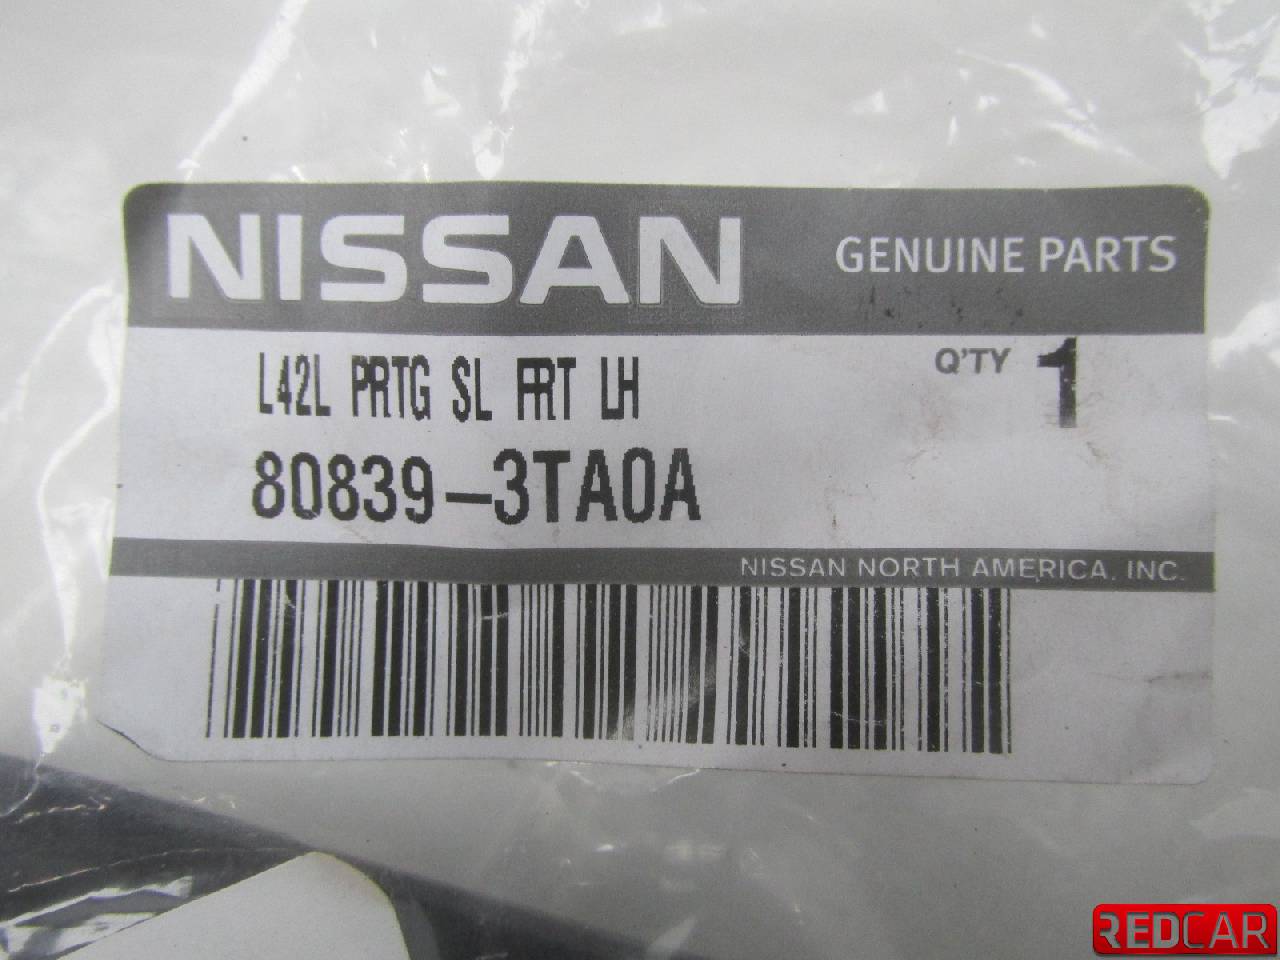 NISSAN GENUINE PARTS
L42L PRTG SL FRT LH Q'TY 1
80839-3TA0A
NISSAN NORTH AMERICA, INC.
REDCAR